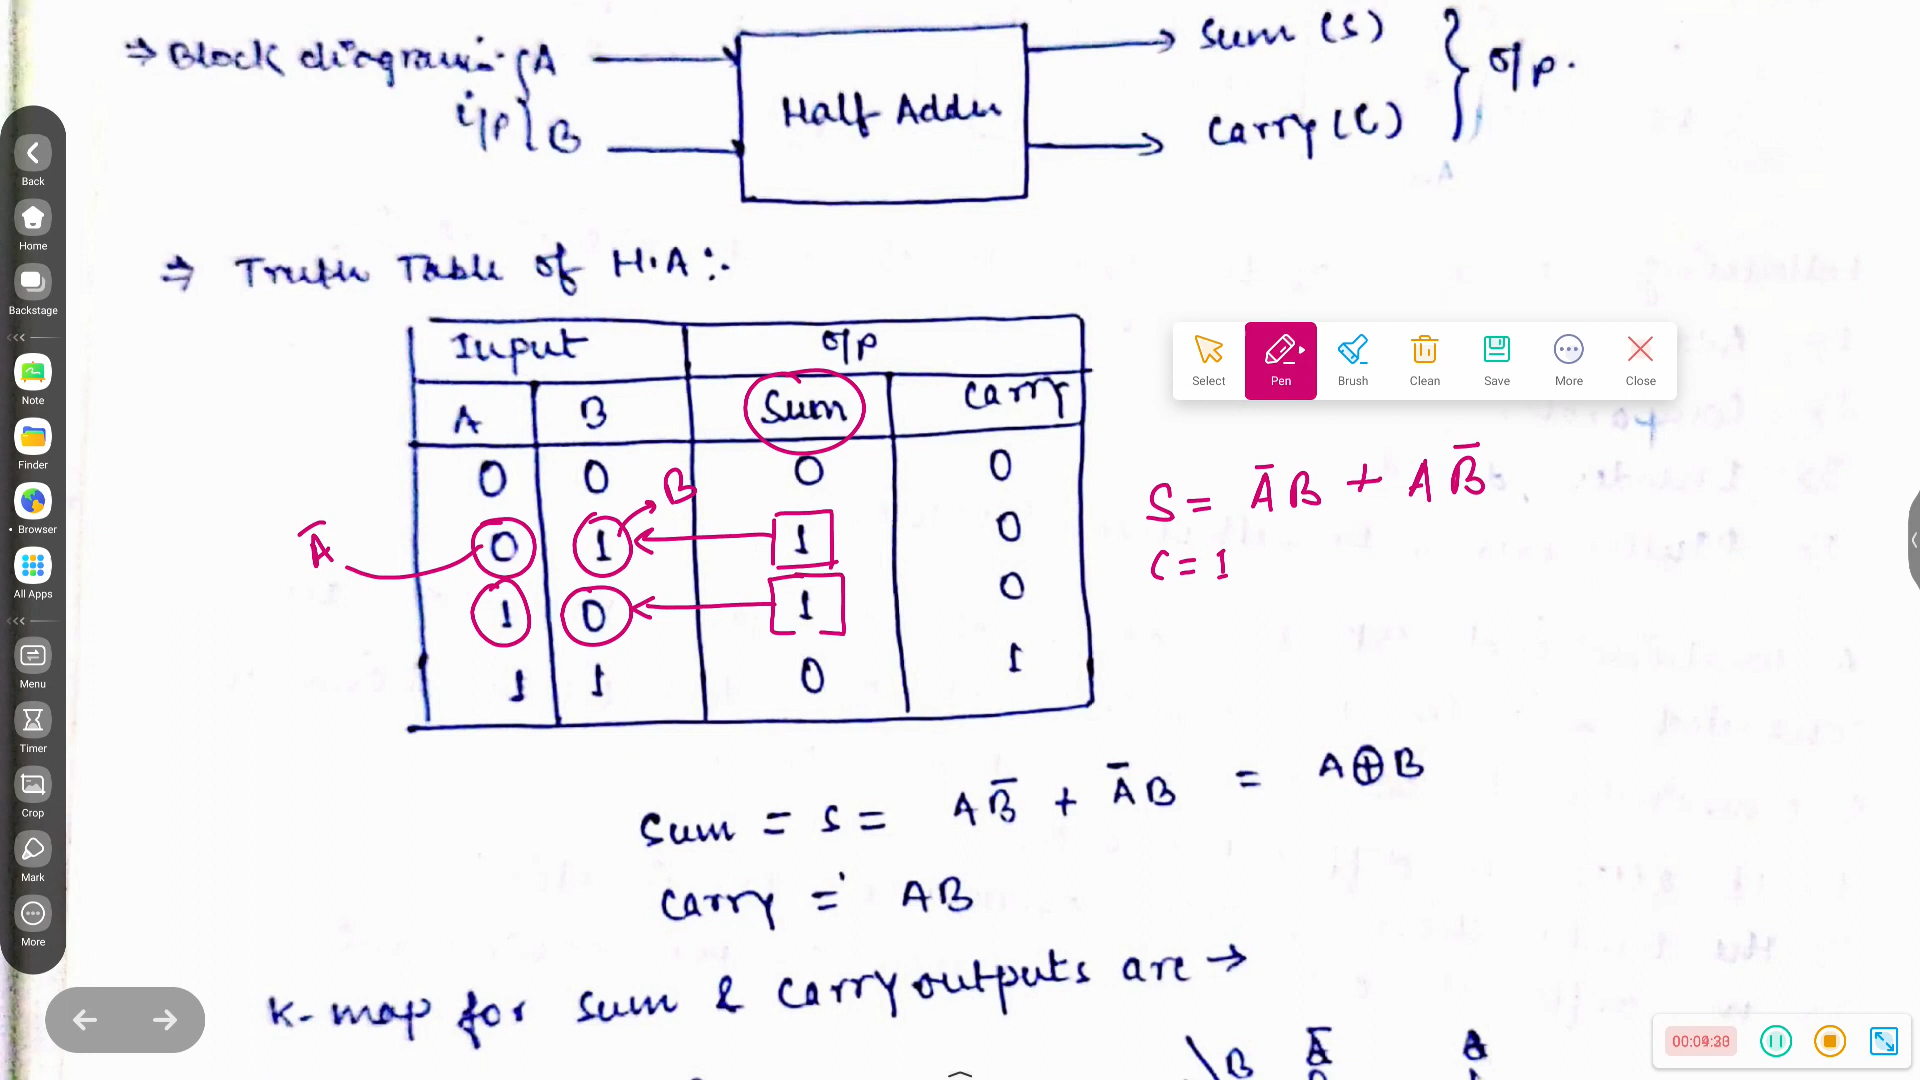 ⇒ Block diagram:- { A
i/p { B
Half Adder
Sum (S)
Carry (C)
} o/p.
⇒ Truth Table of H.A :-
Input o/p
A B Sum Carry
0 0 0 0
0 1 1 0
1 0 1 0
1 1 0 1
Ā
B
S = ĀB + AB̄
C = 1
Sum = S = AB̄ + ĀB = A⊕B
Carry = AB
K-map for Sum & Carry outputs are →
B Ā A
Back
Home
Backstage
Note
Finder
Browser
All Apps
Menu
Timer
Crop
Mark
More
Select
Pen
Brush
Clean
Save
More
Close